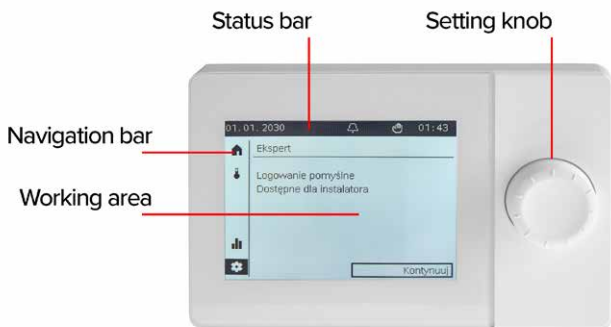 Status bar
Setting knob
01. 01. 2030 01:43
Navigation bar
Ekspert
Logowanie pomyślne
Dostępne dla instalatora
Working area
Kontynuuj